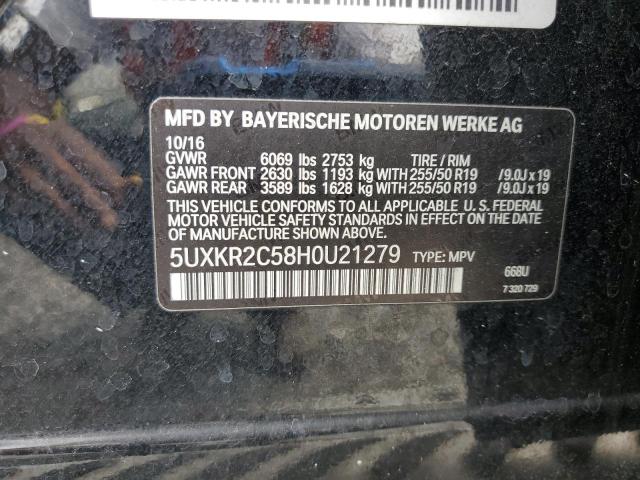 MFD BY BAYERISCHE MOTOREN WERKE AG
10/16
GVWR 6069 lbs 2753 kg TIRE / RIM
GAWR FRONT 2630 lbs 1193 kg WITH 255/50 R19 /9.0J x 19
GAWR REAR 3589 lbs 1628 kg WITH 255/50 R19 /9.0J x 19
THIS VEHICLE CONFORMS TO ALL APPLICABLE U. S. FEDERAL
MOTOR VEHICLE SAFETY STANDARDS IN EFFECT ON THE
DATE OF MANUFACTURE SHOWN ABOVE.
5UXKR2C58H0U21279 TYPE: MPV
668U
7 320 729